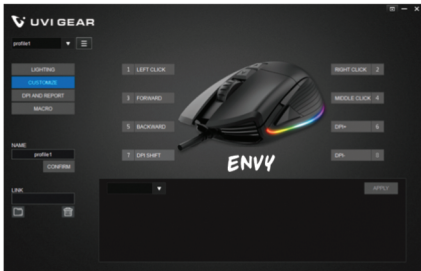 UVI GEAR
profile1
LIGHTING
CUSTOMIZE
DPI AND REPORT
MACRO
1 LEFT CLICK
RIGHT CLICK 2
3 FORWARD
MIDDLE CLICK 4
5 BACKWARD
DPI+ 6
7 DPI SHIFT
DPI- 8
ENVY
NAME
profile1
CONFIRM
LINK
APPLY